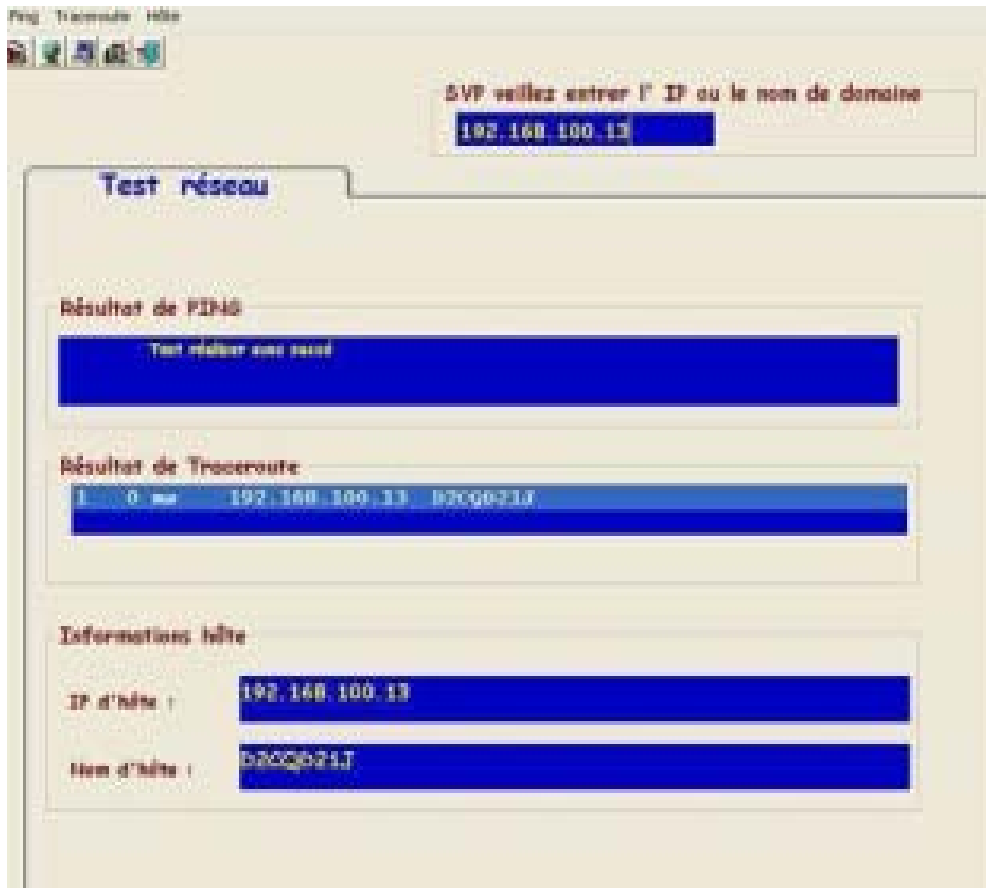 Ping Traceroute Hôte
SVP veillez entrer l' IP ou le nom de domaine
192.168.100.13
Test réseau
Résultat de PING
Test réaliser avec succé
Résultat de Traceroute
1 0 ms 192.168.100.13
Informations hôte
IP d'hôte :
192.168.100.13
Nom d'hôte :